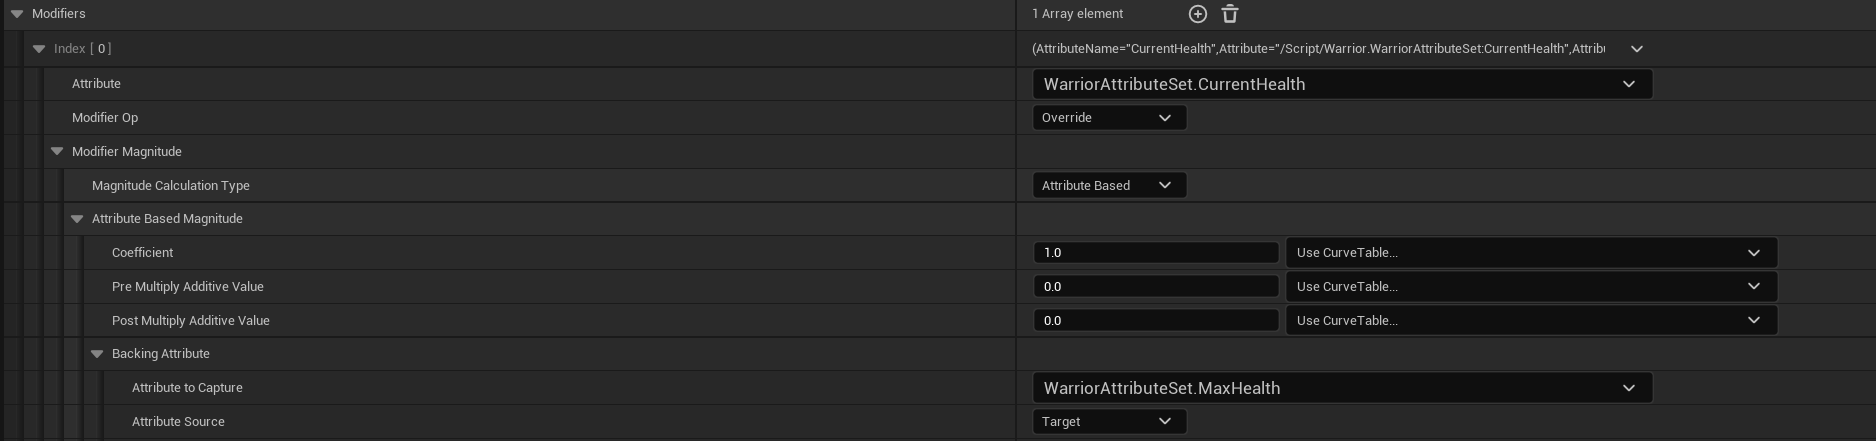 Modifiers 1 Array element
Index [ 0 ] (AttributeName="CurrentHealth",Attribute="/Script/Warrior.WarriorAttributeSet:CurrentHealth",Attribu
Attribute WarriorAttributeSet.CurrentHealth
Modifier Op Override
Modifier Magnitude
Magnitude Calculation Type Attribute Based
Attribute Based Magnitude
Coefficient 1.0 Use CurveTable...
Pre Multiply Additive Value 0.0 Use CurveTable...
Post Multiply Additive Value 0.0 Use CurveTable...
Backing Attribute
Attribute to Capture WarriorAttributeSet.MaxHealth
Attribute Source Target